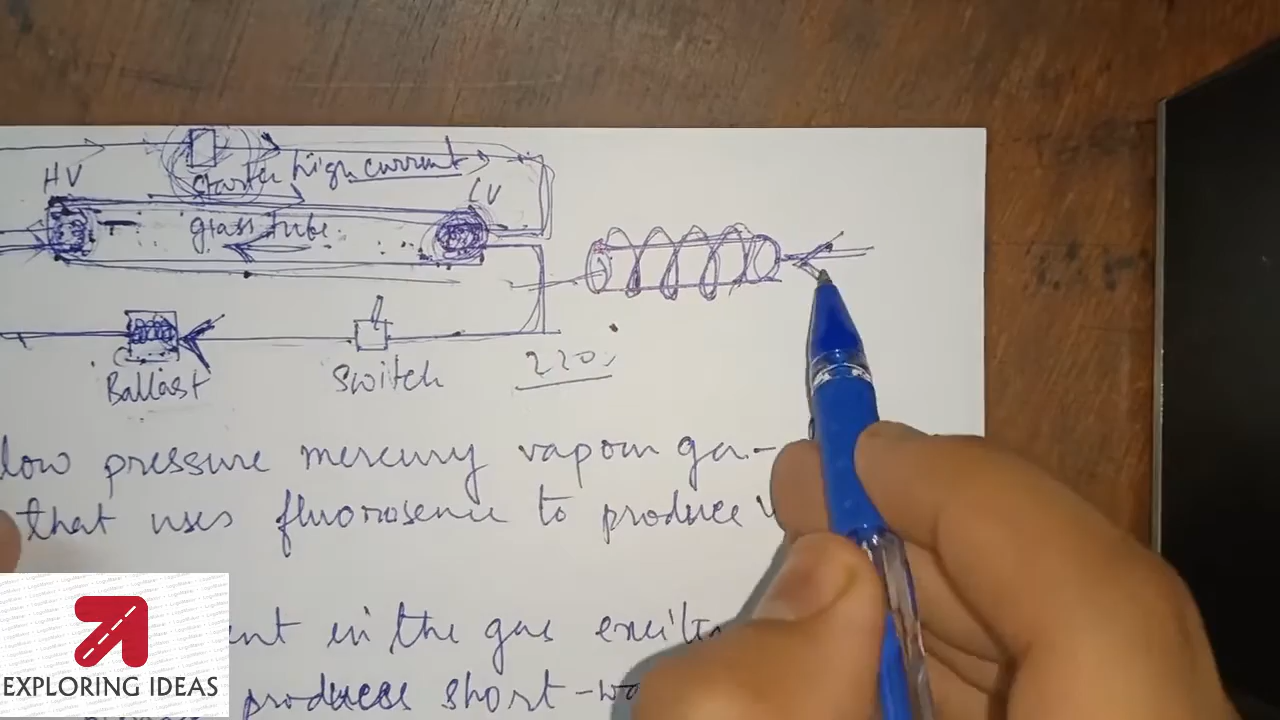 HV
starter high current
LV
glass tube.
Ballast
switch
220
low pressure mercury vapour ga-
that uses fluorosence to produce
ent in the gas excit
produces short-wa
EXPLORING IDEAS